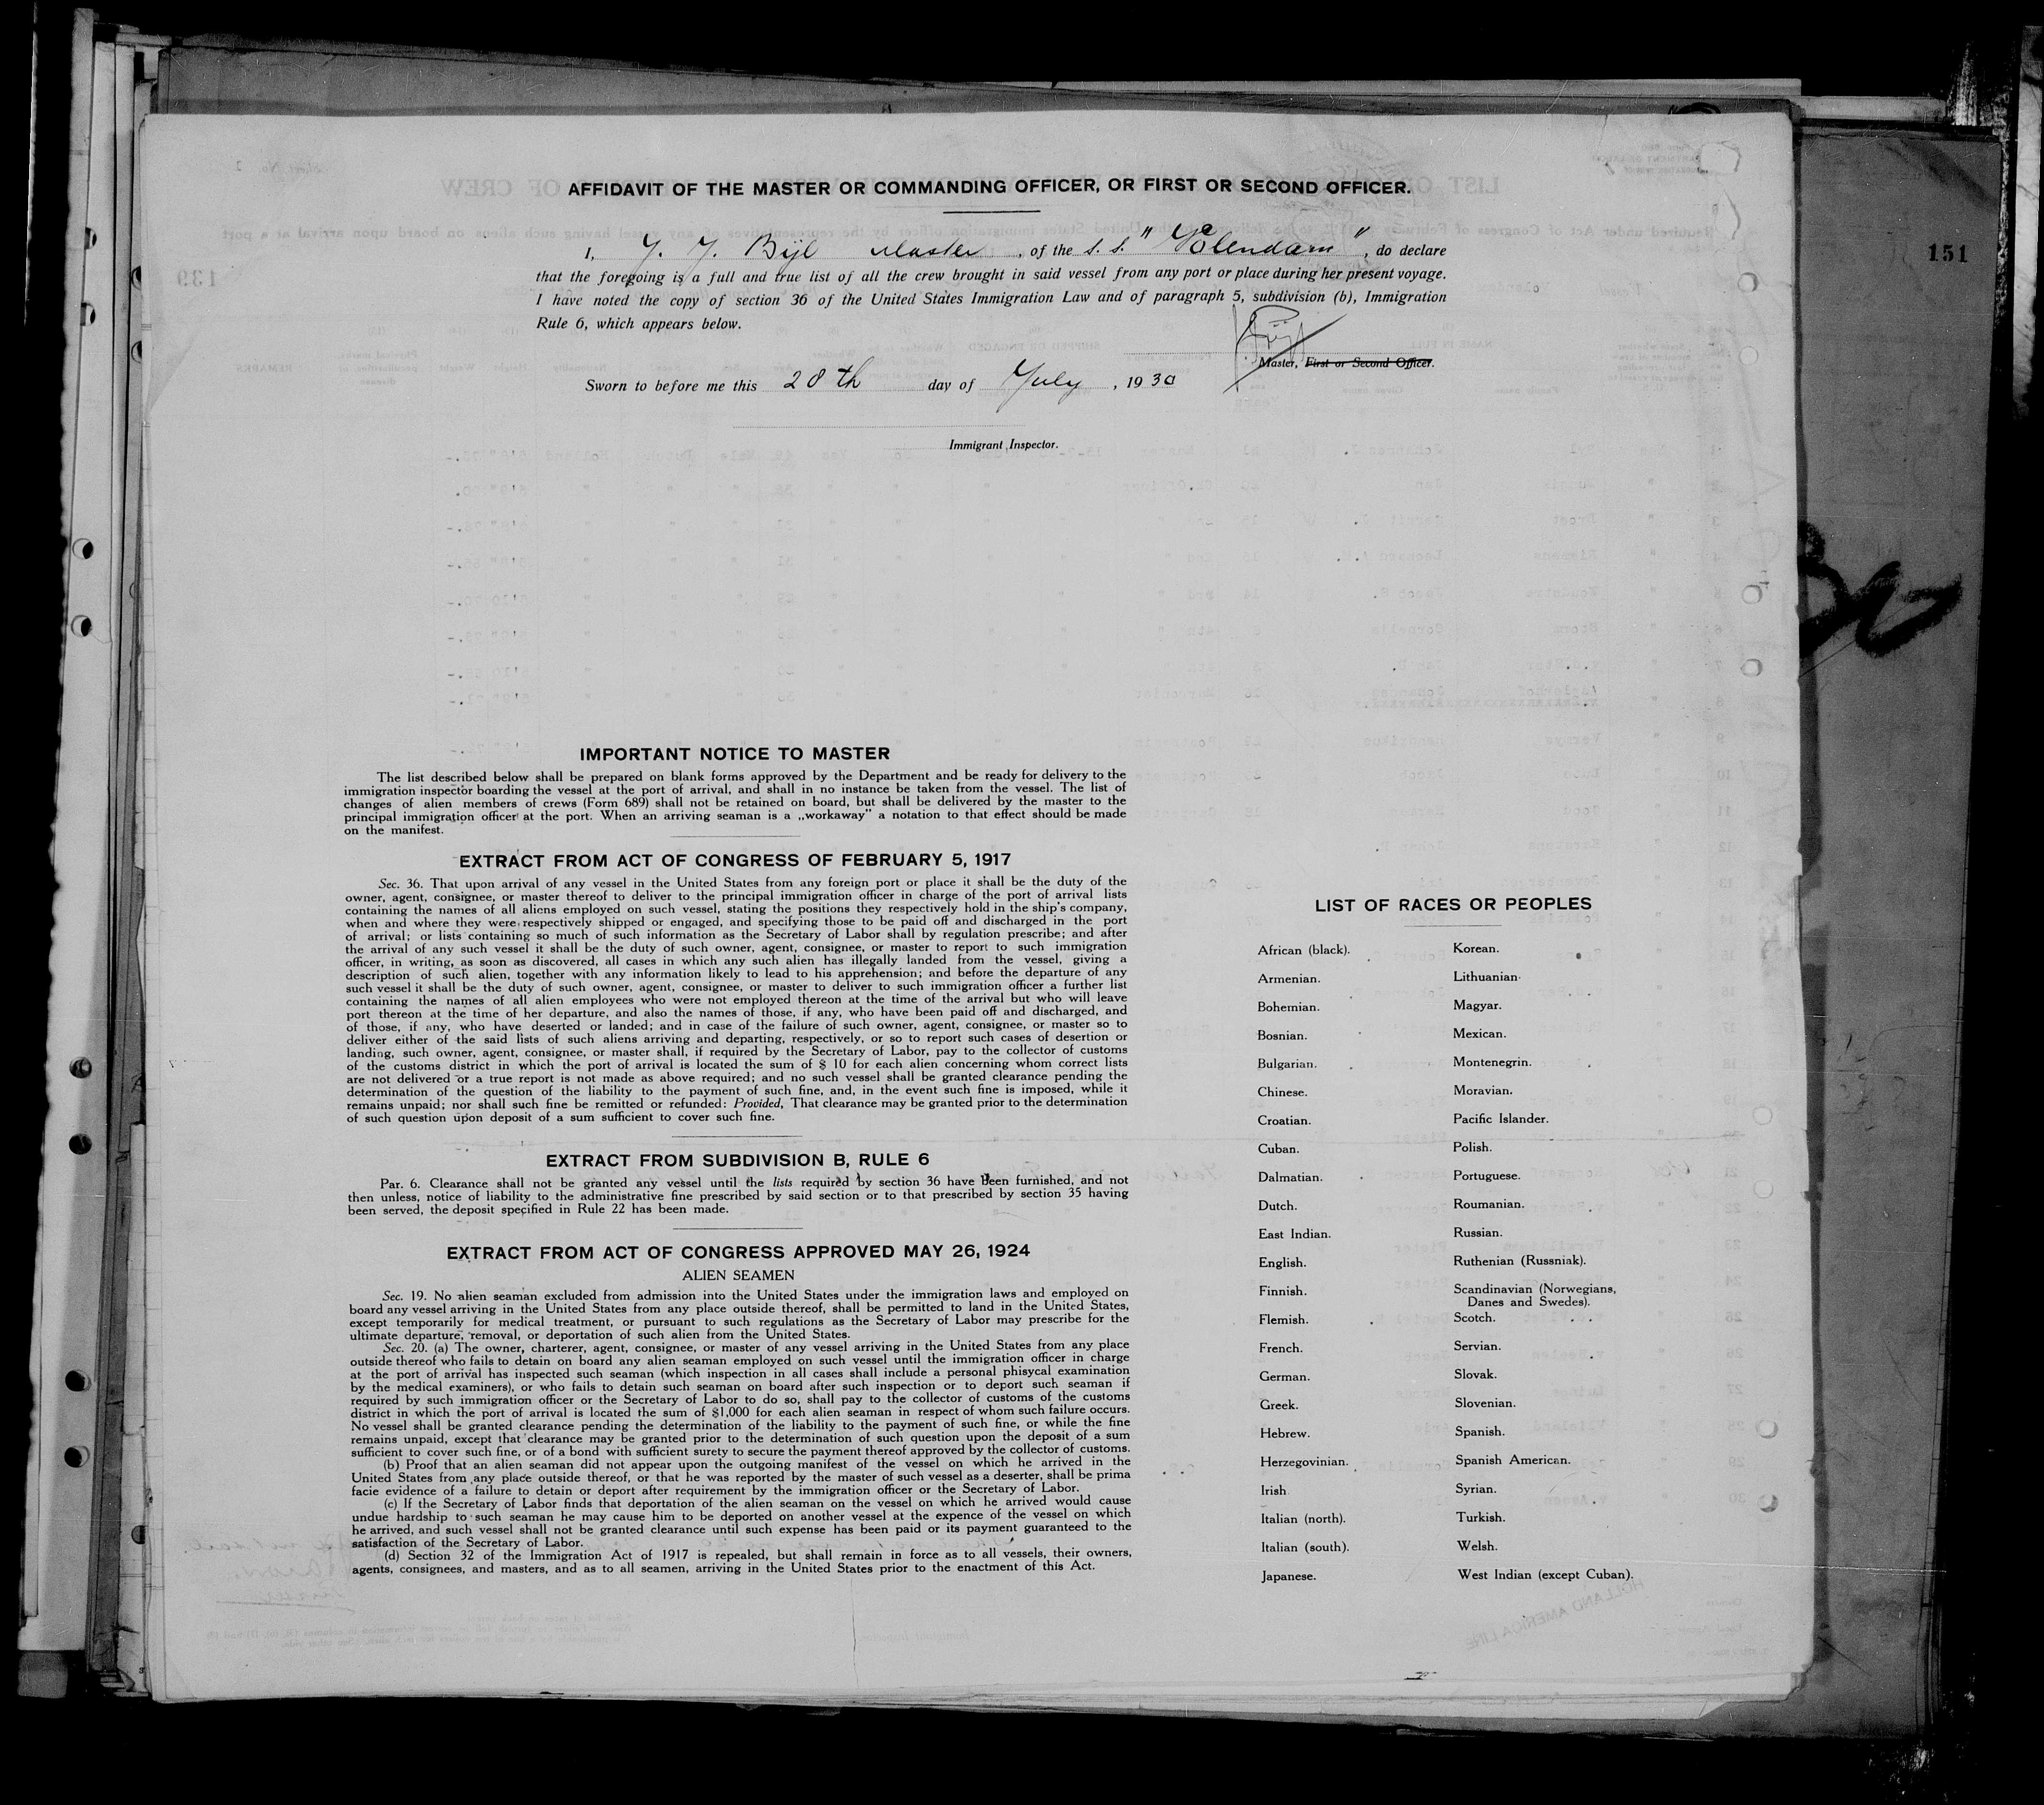 AFFIDAVIT OF THE MASTER OR COMMANDING OFFICER, OR FIRST OR SECOND OFFICER.
I, J. J. Bijl Master, of the S. S. "Volendam", do declare
that the foregoing is a full and true list of all the crew brought in said vessel from any port or place during her present voyage.
I have noted the copy of section 36 of the United States Immigration Law and of paragraph 5, subdivision (b), Immigration
Rule 6, which appears below.
Bijl
Master, First or Second Officer.
Sworn to before me this 28th day of July, 1930
Immigrant Inspector.
151
IMPORTANT NOTICE TO MASTER
The list described below shall be prepared on blank forms approved by the Department and be ready for delivery to the
immigration inspector boarding the vessel at the port of arrival, and shall in no instance be taken from the vessel. The list of
changes of alien members of crews (Form 689) shall not be retained on board, but shall be delivered by the master to the
principal immigration officer at the port. When an arriving seaman is a „workaway" a notation to that effect should be made
on the manifest.
EXTRACT FROM ACT OF CONGRESS OF FEBRUARY 5, 1917
Sec. 36. That upon arrival of any vessel in the United States from any foreign port or place it shall be the duty of the
owner, agent, consignee, or master thereof to deliver to the principal immigration officer in charge of the port of arrival lists
containing the names of all aliens employed on such vessel, stating the positions they respectively hold in the ship's company,
when and where they were respectively shipped or engaged, and specifying those to be paid off and discharged in the port
of arrival; or lists containing so much of such information as the Secretary of Labor shall by regulation prescribe; and after
the arrival of any such vessel it shall be the duty of such owner, agent, consignee, or master to report to such immigration
officer, in writing, as soon as discovered, all cases in which any such alien has illegally landed from the vessel, giving a
description of such alien, together with any information likely to lead to his apprehension; and before the departure of any
such vessel it shall be the duty of such owner, agent, consignee, or master to deliver to such immigration officer a further list
containing the names of all alien employees who were not employed thereon at the time of the arrival but who will leave
port thereon at the time of her departure, and also the names of those, if any, who have been paid off and discharged, and
of those, if any, who have deserted or landed; and in case of the failure of such owner, agent, consignee, or master so to
deliver either of the said lists of such aliens arriving and departing, respectively, or so to report such cases of desertion or
landing, such owner, agent, consignee, or master shall, if required by the Secretary of Labor, pay to the collector of customs
of the customs district in which the port of arrival is located the sum of $ 10 for each alien concerning whom correct lists
are not delivered or a true report is not made as above required; and no such vessel shall be granted clearance pending the
determination of the question of the liability to the payment of such fine, and, in the event such fine is imposed, while it
remains unpaid; nor shall such fine be remitted or refunded: Provided, That clearance may be granted prior to the determination
of such question upon deposit of a sum sufficient to cover such fine.
EXTRACT FROM SUBDIVISION B, RULE 6
Par. 6. Clearance shall not be granted any vessel until the lists required by section 36 have been furnished, and not
then unless, notice of liability to the administrative fine prescribed by said section or to that prescribed by section 35 having
been served, the deposit specified in Rule 22 has been made.
EXTRACT FROM ACT OF CONGRESS APPROVED MAY 26, 1924
ALIEN SEAMEN
Sec. 19. No alien seaman excluded from admission into the United States under the immigration laws and employed on
board any vessel arriving in the United States from any place outside thereof, shall be permitted to land in the United States,
except temporarily for medical treatment, or pursuant to such regulations as the Secretary of Labor may prescribe for the
ultimate departure, removal, or deportation of such alien from the United States.
Sec. 20. (a) The owner, charterer, agent, consignee, or master of any vessel arriving in the United States from any place
outside thereof who fails to detain on board any alien seaman employed on such vessel until the immigration officer in charge
at the port of arrival has inspected such seaman (which inspection in all cases shall include a personal phisycal examination
by the medical examiners), or who fails to detain such seaman on board after such inspection or to deport such seaman if
required by such immigration officer or the Secretary of Labor to do so, shall pay to the collector of customs of the customs
district in which the port of arrival is located the sum of $1,000 for each alien seaman in respect of whom such failure occurs.
No vessel shall be granted clearance pending the determination of the liability to the payment of such fine, or while the fine
remains unpaid, except that clearance may be granted prior to the determination of such question upon the deposit of a sum
sufficient to cover such fine, or of a bond with sufficient surety to secure the payment thereof approved by the collector of customs.
(b) Proof that an alien seaman did not appear upon the outgoing manifest of the vessel on which he arrived in the
United States from any place outside thereof, or that he was reported by the master of such vessel as a deserter, shall be prima
facie evidence of a failure to detain or deport after requirement by the immigration officer or the Secretary of Labor.
(c) If the Secretary of Labor finds that deportation of the alien seaman on the vessel on which he arrived would cause
undue hardship to such seaman he may cause him to be deported on another vessel at the expence of the vessel on which
he arrived, and such vessel shall not be granted clearance until such expense has been paid or its payment guaranteed to the
satisfaction of the Secretary of Labor.
(d) Section 32 of the Immigration Act of 1917 is repealed, but shall remain in force as to all vessels, their owners,
agents, consignees, and masters, and as to all seamen, arriving in the United States prior to the enactment of this Act.
LIST OF RACES OR PEOPLES
African (black).
Armenian.
Bohemian.
Bosnian.
Bulgarian.
Chinese.
Croatian.
Cuban.
Dalmatian.
Dutch.
East Indian.
English.
Finnish.
Flemish.
French.
German.
Greek.
Hebrew.
Herzegovinian.
Irish
Italian (north).
Italian (south).
Japanese.
Korean.
Lithuanian
Magyar.
Mexican.
Montenegrin.
Moravian.
Pacific Islander.
Polish.
Portuguese.
Roumanian.
Russian.
Ruthenian (Russniak).
Scandinavian (Norwegians,
Danes and Swedes).
Scotch.
Servian.
Slovak.
Slovenian.
Spanish.
Spanish American.
Syrian.
Turkish.
Welsh.
West Indian (except Cuban).